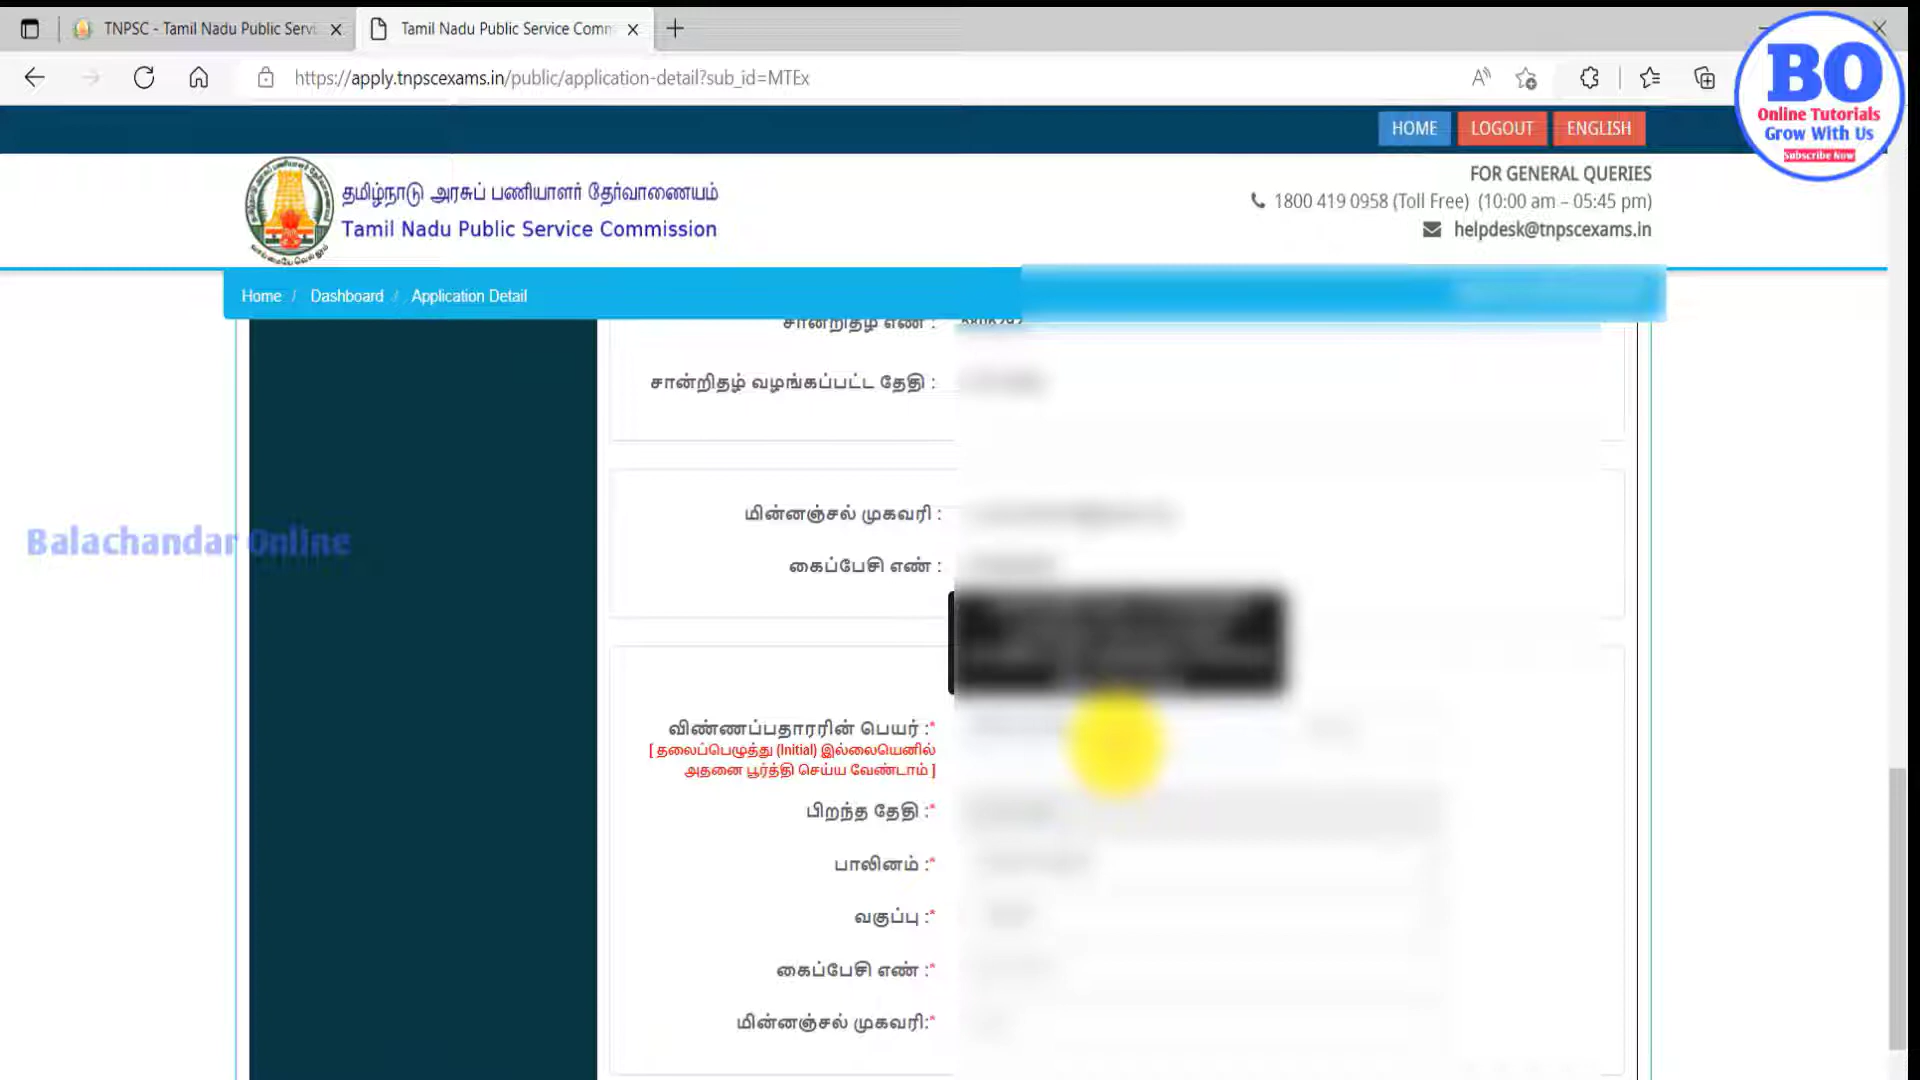 TNPSC - Tamil Nadu Public Servi
Tamil Nadu Public Service Comm
https://apply.tnpscexams.in/public/application-detail?sub_id=MTEx
BO
Online Tutorials
Grow With Us
Subscribe Now
HOME
LOGOUT
ENGLISH
தமிழ்நாடு அரசுப் பணியாளர் தேர்வாணையம்
Tamil Nadu Public Service Commission
FOR GENERAL QUERIES
1800 419 0958 (Toll Free) (10:00 am – 05:45 pm)
helpdesk@tnpscexams.in
Home / Dashboard / Application Detail
சான்றிதழ் எண் :
சான்றிதழ் வழங்கப்பட்ட தேதி :
மின்னஞ்சல் முகவரி :
Balachandar Online
கைப்பேசி எண் :
விண்ணப்பதாரரின் பெயர் :*
[ தலைப்பெழுத்து (Initial) இல்லையெனில்
அதனை பூர்த்தி செய்ய வேண்டாம் ]
பிறந்த தேதி :*
பாலினம் :*
வகுப்பு :*
கைப்பேசி எண் :*
மின்னஞ்சல் முகவரி:*